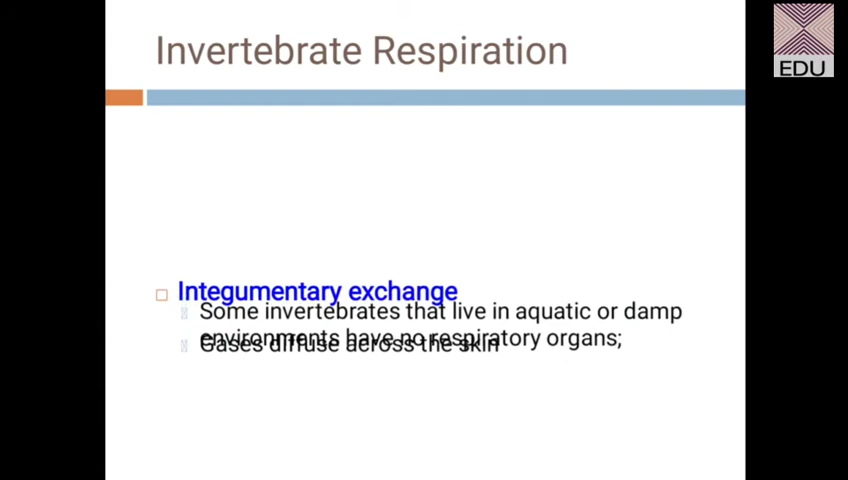 Invertebrate Respiration
EDU
Integumentary exchange
Some invertebrates that live in aquatic or damp
environments have no respiratory organs;
Gases diffuse across the skin